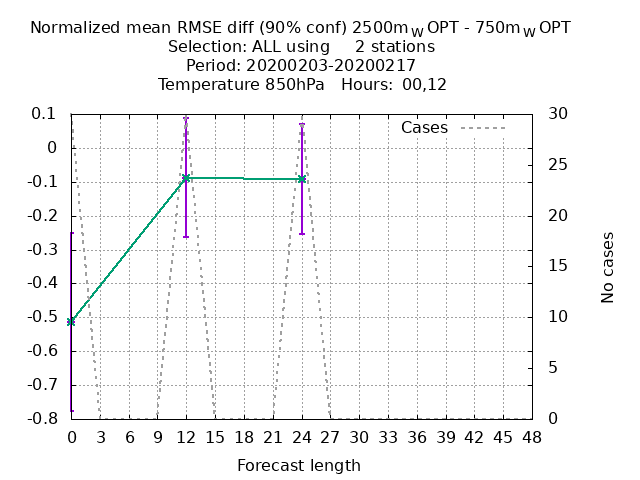 Normalized mean RMSE diff (90% conf) 2500m_W OPT - 750m_W OPT
Selection: ALL using 2 stations
Period: 20200203-20200217
Temperature 850hPa Hours: 00,12
Cases
0.1
0
-0.1
-0.2
-0.3
-0.4
-0.5
-0.6
-0.7
-0.8
30
25
20
15
10
5
0
No cases
0 3 6 9 12 15 18 21 24 27 30 33 36 39 42 45 48
Forecast length